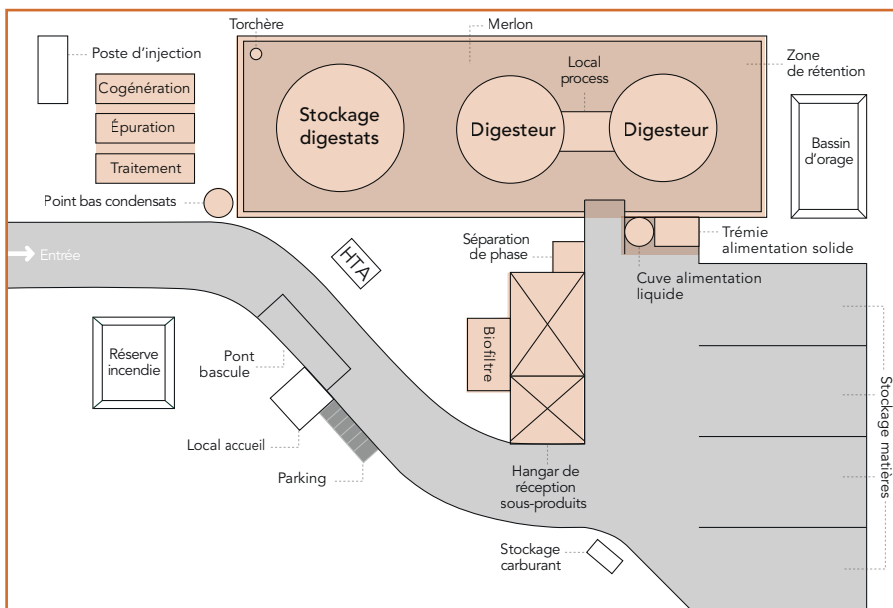 Torchère
Merlon
Poste d'injection
Local
process
Zone
de rétention
Cogénération
Stockage
digestats
Digesteur
Digesteur
Épuration
Bassin
d'orage
Traitement
Point bas condensats
Entrée
HTA
Séparation
de phase
Trémie
alimentation solide
Cuve alimentation
liquide
Réserve
incendie
Pont
bascule
Biofiltre
Stockage matières
Local accueil
Parking
Hangar de
réception
sous-produits
Stockage
carburant